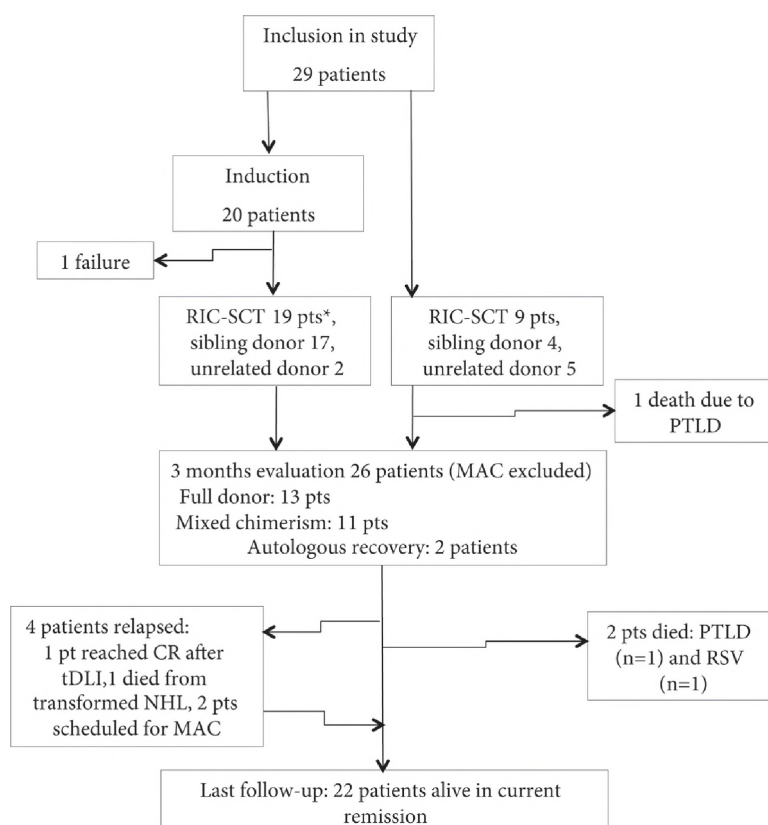 Inclusion in study
29 patients
Induction
20 patients
1 failure
RIC-SCT 19 pts*,
sibling donor 17,
unrelated donor 2
RIC-SCT 9 pts,
sibling donor 4,
unrelated donor 5
1 death due to
PTLD
3 months evaluation 26 patients (MAC excluded)
Full donor: 13 pts
Mixed chimerism: 11 pts
Autologous recovery: 2 patients
4 patients relapsed:
1 pt reached CR after
tDLI,1 died from
transformed NHL, 2 pts
scheduled for MAC
2 pts died: PTLD
(n=1) and RSV
(n=1)
Last follow-up: 22 patients alive in current
remission